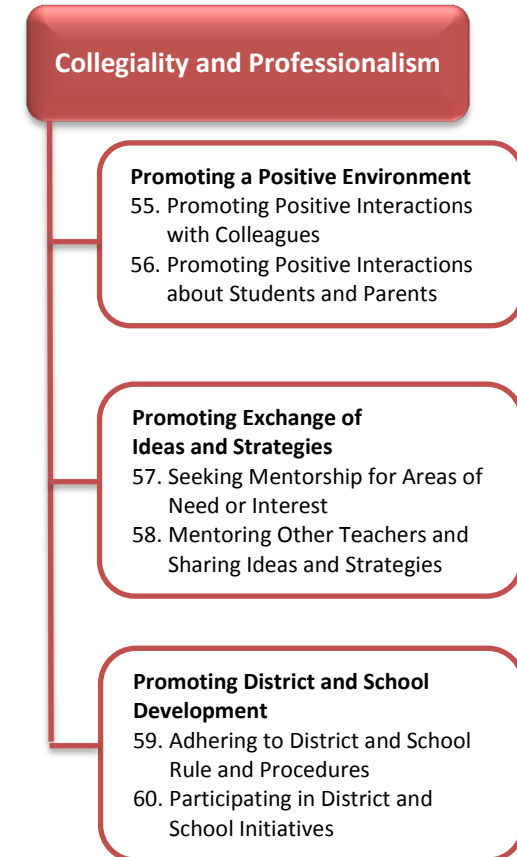 Collegiality and Professionalism
Promoting a Positive Environment
55. Promoting Positive Interactions
with Colleagues
56. Promoting Positive Interactions
about Students and Parents
Promoting Exchange of
Ideas and Strategies
57. Seeking Mentorship for Areas of
Need or Interest
58. Mentoring Other Teachers and
Sharing Ideas and Strategies
Promoting District and School
Development
59. Adhering to District and School
Rule and Procedures
60. Participating in District and
School Initiatives